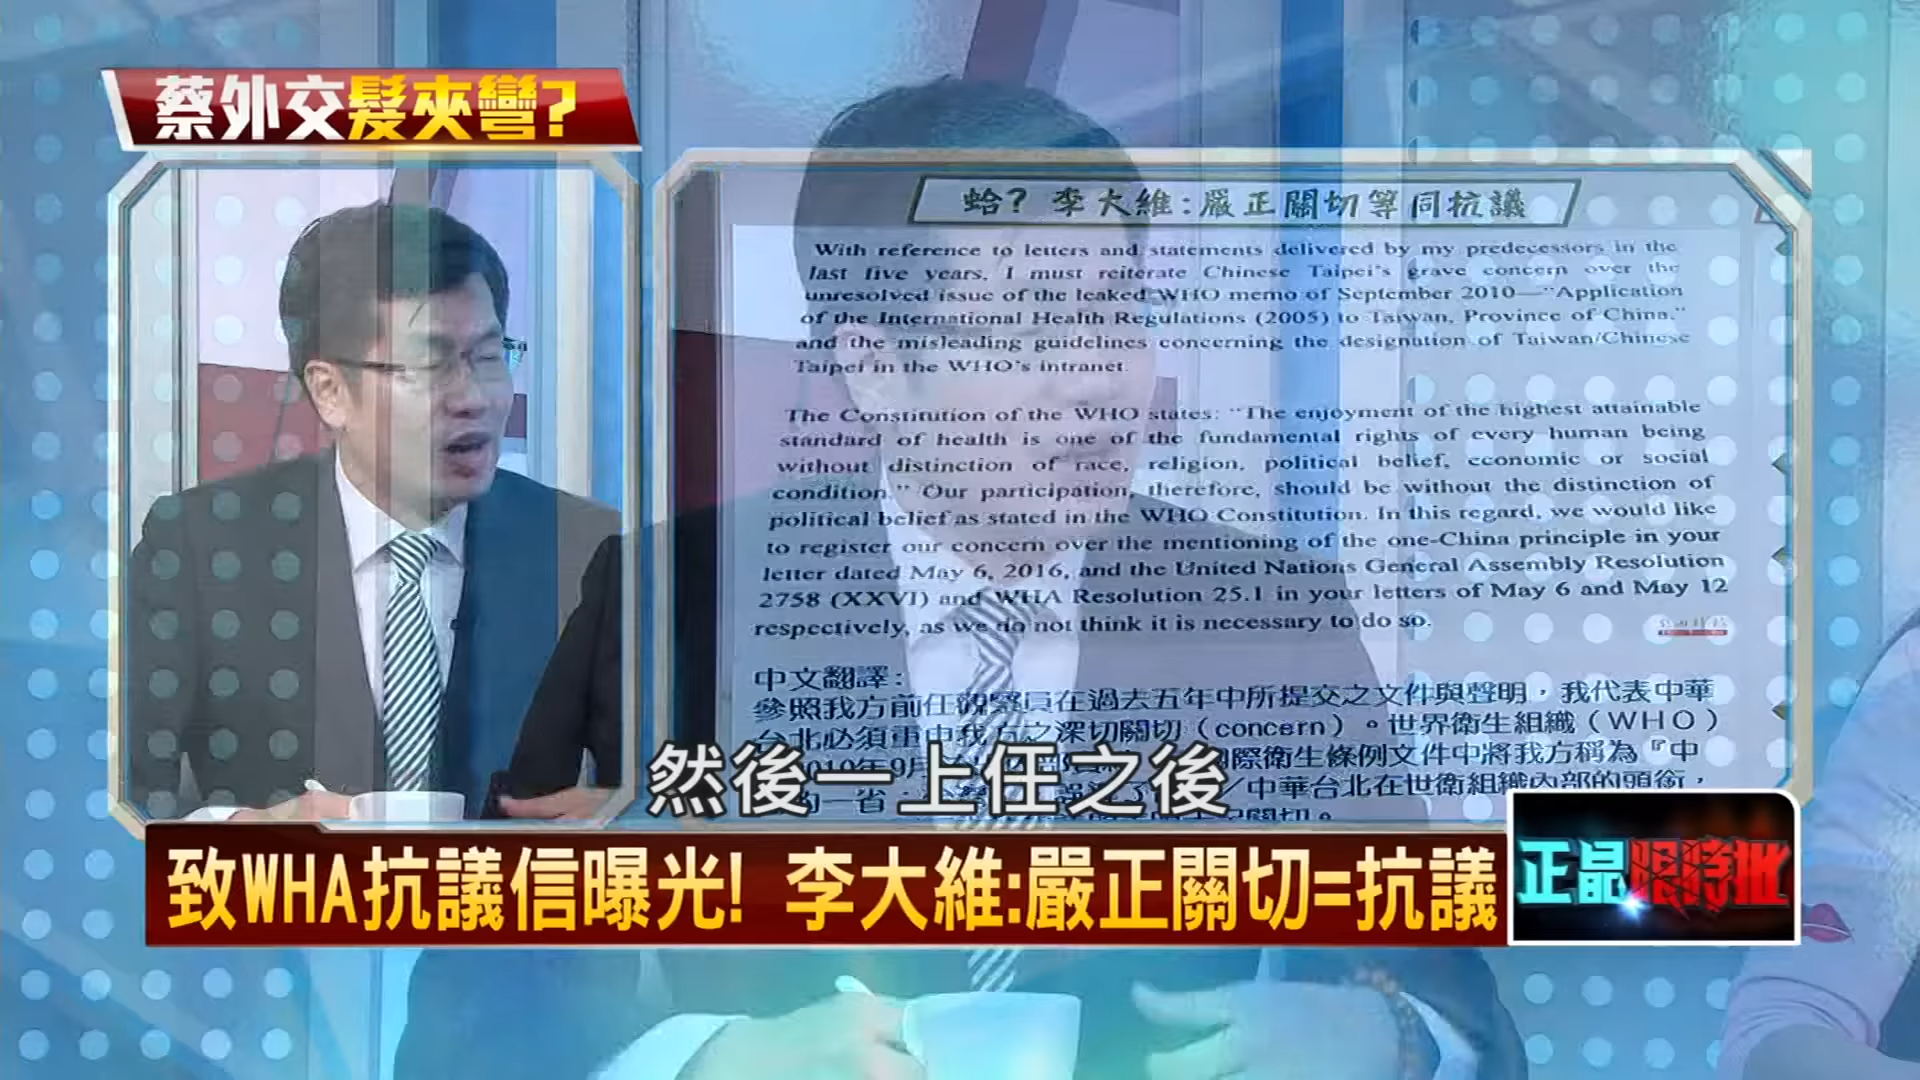 蔡外交髮夾彎?
蛤? 李大維:嚴正關切等同抗議
With reference to letters and statements delivered by my predecessors in the
last five years, I must reiterate Chinese Taipei's grave concern over the
unresolved issue of the leaked WHO memo of September 2010—"Application
of the International Health Regulations (2005) to Taiwan, Province of China."
and the misleading guidelines concerning the designation of Taiwan/Chinese
Taipei in the WHO's intranet.
The Constitution of the WHO states: "The enjoyment of the highest attainable
standard of health is one of the fundamental rights of every human being
without distinction of race, religion, political belief, economic or social
condition." Our participation, therefore, should be without the distinction of
political belief as stated in the WHO Constitution. In this regard, we would like
to register our concern over the mentioning of the one-China principle in your
letter dated May 6, 2016, and the United Nations General Assembly Resolution
2758 (XXVI) and WHA Resolution 25.1 in your letters of May 6 and May 12
respectively, as we do not think it is necessary to do so.
中文翻譯:
參照我方前任觀察員在過去五年中所提交之文件與聲明,我代表中華
台北必須重申我方之深切關切(concern)。世界衛生組織(WHO)
2010年9月 國際衛生條例文件中將我方稱為『中
一省 /中華台北在世衛組織內部的頭銜,
關切。
然後一上任之後
致WHA抗議信曝光! 李大維:嚴正關切=抗議
正晶限時批